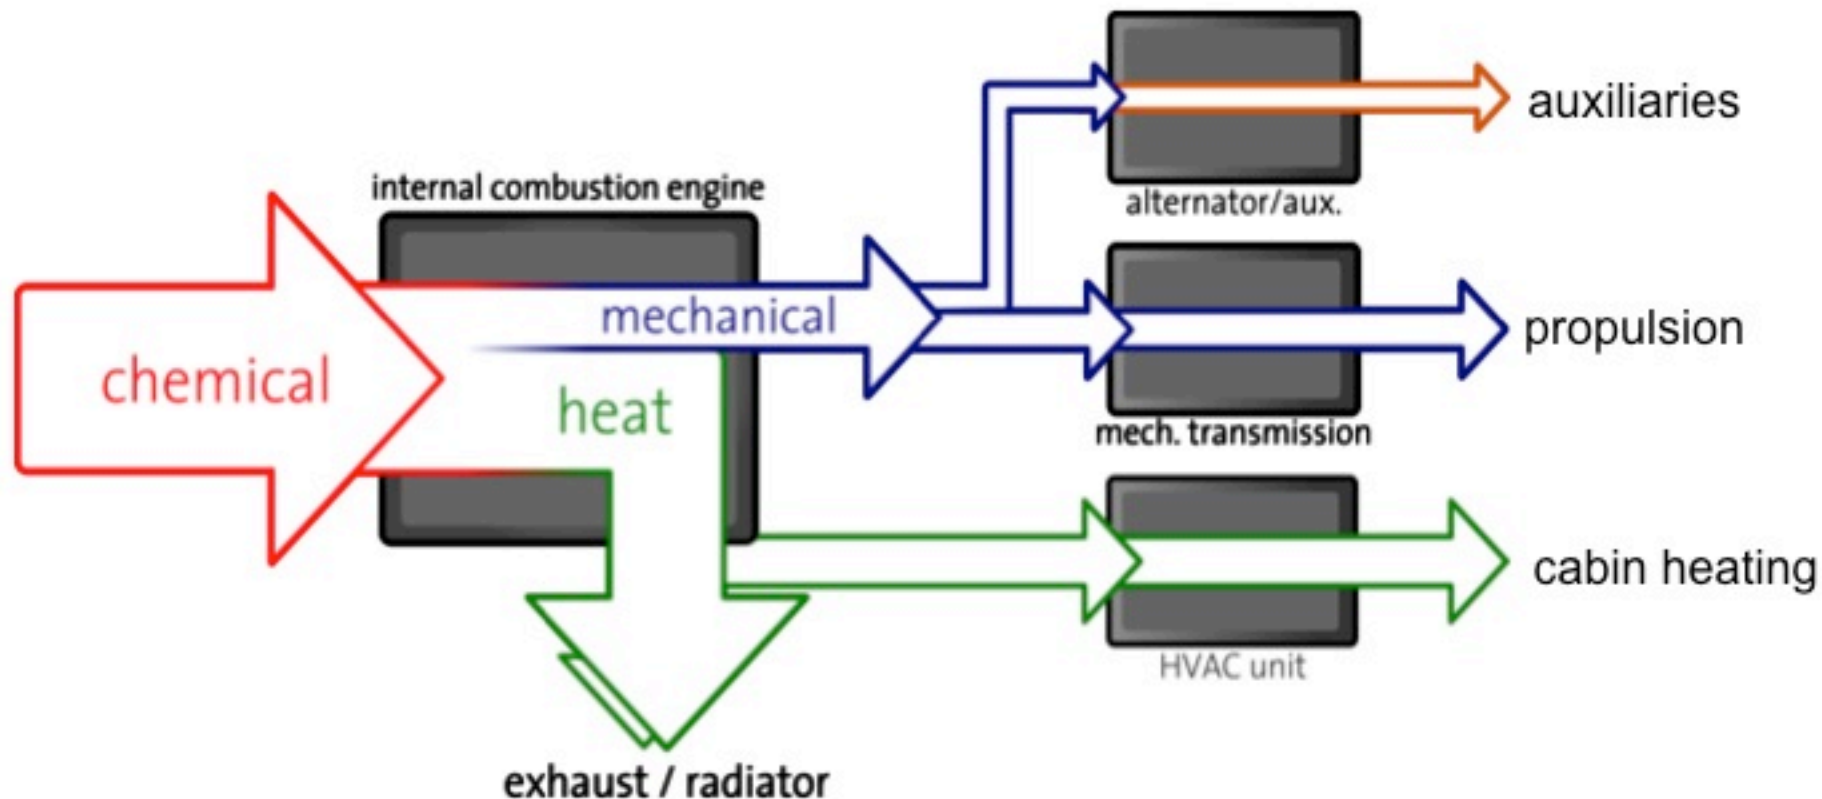 auxiliaries
internal combustion engine
alternator/aux.
mechanical
propulsion
chemical
heat
mech. transmission
cabin heating
HVAC unit
exhaust / radiator